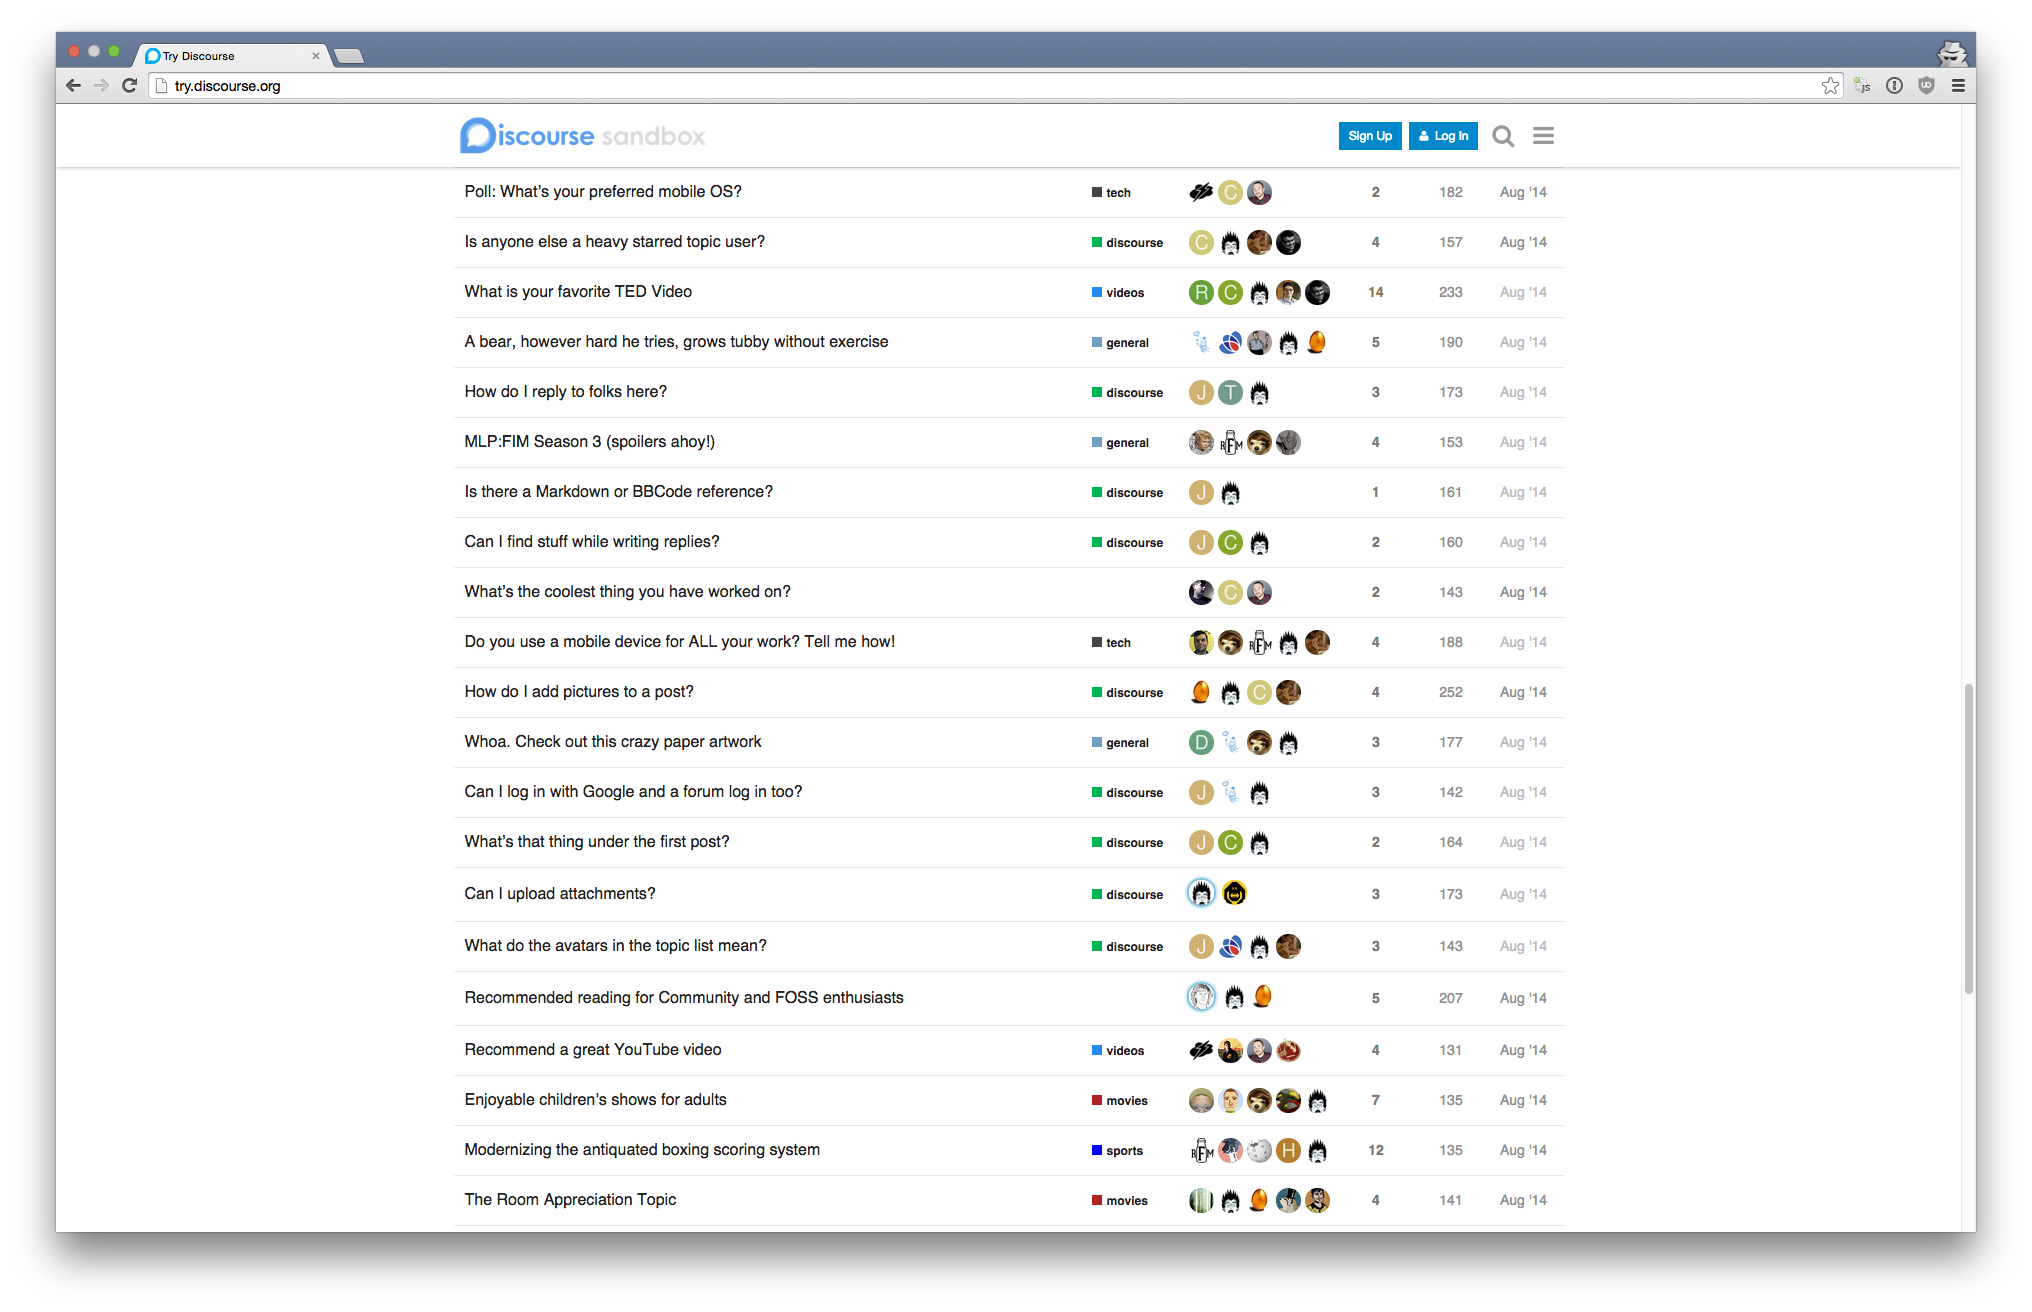 Try Discourse
try.discourse.org
Discourse sandbox Sign Up Log In
Poll: What's your preferred mobile OS? tech C 2 182 Aug '14
Is anyone else a heavy starred topic user? discourse C 4 157 Aug '14
What is your favorite TED Video videos R C 14 233 Aug '14
A bear, however hard he tries, grows tubby without exercise general 5 190 Aug '14
How do I reply to folks here? discourse J T 3 173 Aug '14
MLP:FIM Season 3 (spoilers ahoy!) general RFM 4 153 Aug '14
Is there a Markdown or BBCode reference? discourse J 1 161 Aug '14
Can I find stuff while writing replies? discourse J C 2 160 Aug '14
What's the coolest thing you have worked on? C 2 143 Aug '14
Do you use a mobile device for ALL your work? Tell me how! tech RFM 4 188 Aug '14
How do I add pictures to a post? discourse C 4 252 Aug '14
Whoa. Check out this crazy paper artwork general D 3 177 Aug '14
Can I log in with Google and a forum log in too? discourse J 3 142 Aug '14
What's that thing under the first post? discourse J C 2 164 Aug '14
Can I upload attachments? discourse 3 173 Aug '14
What do the avatars in the topic list mean? discourse J 3 143 Aug '14
Recommended reading for Community and FOSS enthusiasts 5 207 Aug '14
Recommend a great YouTube video videos 4 131 Aug '14
Enjoyable children's shows for adults movies 7 135 Aug '14
Modernizing the antiquated boxing scoring system sports RFM H 12 135 Aug '14
The Room Appreciation Topic movies 4 141 Aug '14